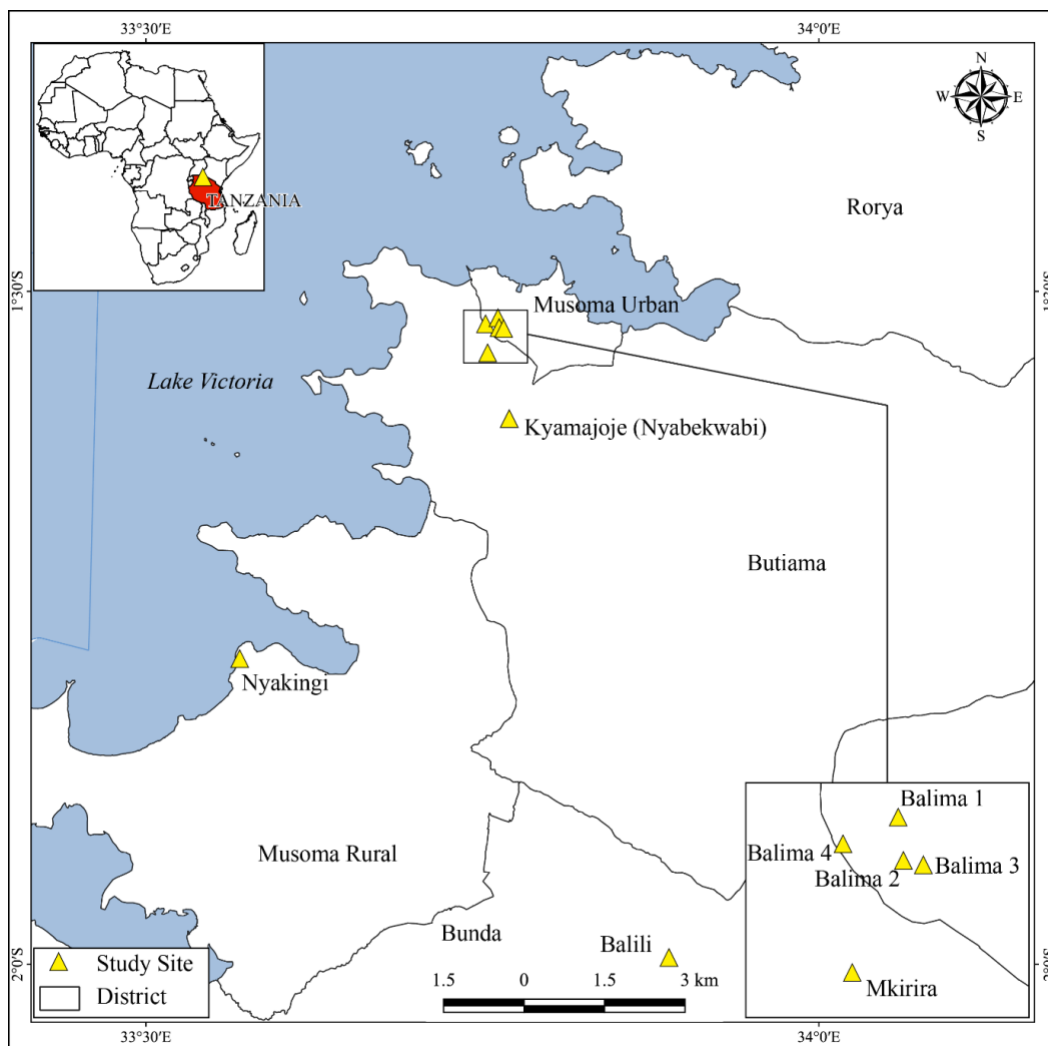 33°30′E
34°0′E
N
W
E
S
TANZANIA
Rorya
1°30′S
1°30′S
Musoma Urban
Lake Victoria
Kyamajoje (Nyabekwabi)
Butiama
Nyakingi
Balima 1
Balima 4
Balima 2
Balima 3
Musoma Rural
Bunda
Balili
Mkirira
Study Site
District
1.5
0
1.5
3 km
2°0′S
2°0′S
33°30′E
34°0′E